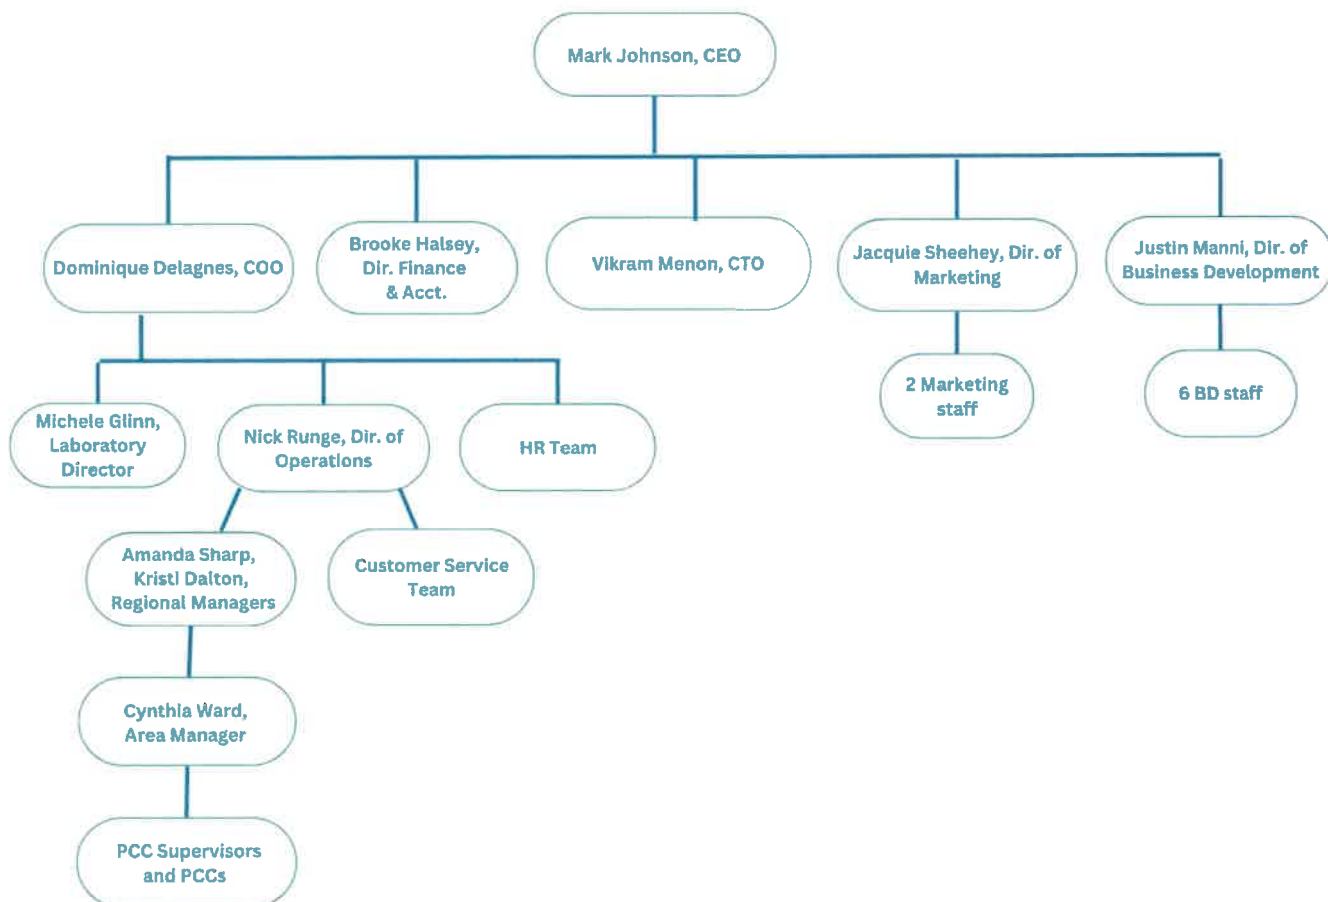 Mark Johnson, CEO
Dominique Delagnes, COO
Brooke Halsey,
Dir. Finance
& Acct.
Vikram Menon, CTO
Jacquie Sheehey, Dir. of
Marketing
Justin Manni, Dir. of
Business Development
2 Marketing
staff
6 BD staff
Michele Glinn,
Laboratory
Director
Nick Runge, Dir. of
Operations
HR Team
Amanda Sharp,
Kristi Dalton,
Regional Managers
Customer Service
Team
Cynthia Ward,
Area Manager
PCC Supervisors
and PCCs